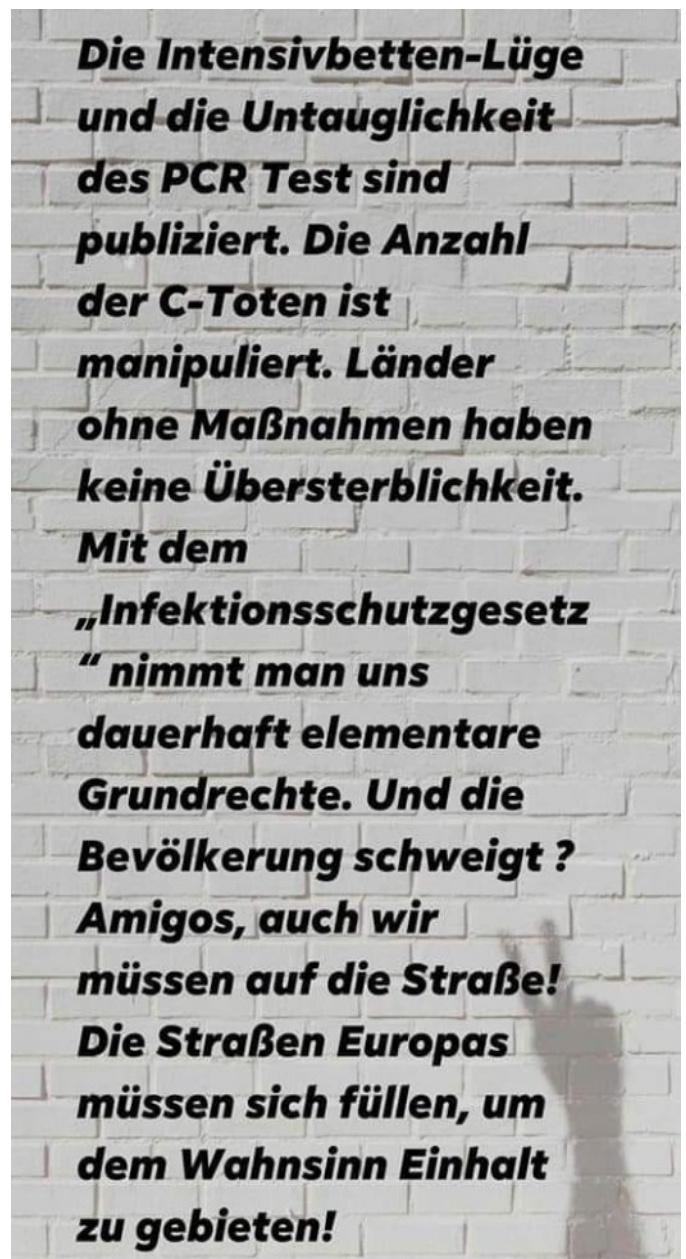 Die Intensivbetten-Lüge
und die Untauglichkeit
des PCR Test sind
publiziert. Die Anzahl
der C-Toten ist
manipuliert. Länder
ohne Maßnahmen haben
keine Übersterblichkeit.
Mit dem
„Infektionsschutzgesetz
“ nimmt man uns
dauerhaft elementare
Grundrechte. Und die
Bevölkerung schweigt ?
Amigos, auch wir
müssen auf die Straße!
Die Straßen Europas
müssen sich füllen, um
dem Wahnsinn Einhalt
zu gebieten!